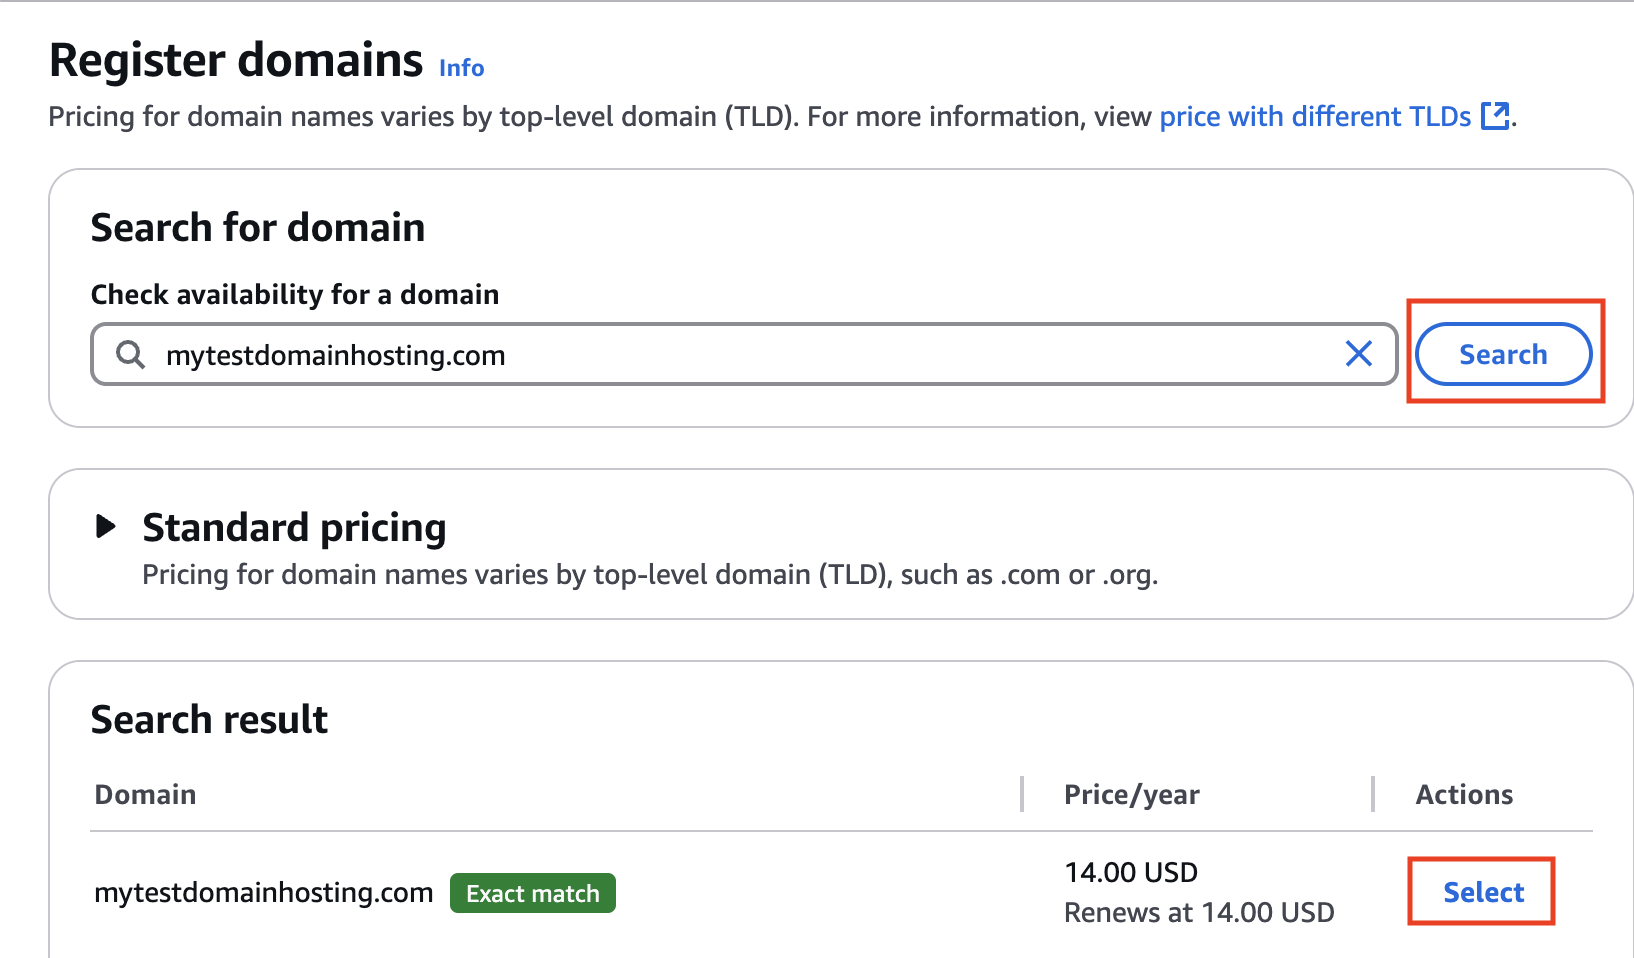 Register domains Info
Pricing for domain names varies by top-level domain (TLD). For more information, view price with different TLDs.
Search for domain
Check availability for a domain
mytestdomainhosting.com
Search
Standard pricing
Pricing for domain names varies by top-level domain (TLD), such as .com or .org.
Search result
Domain Price/year Actions
mytestdomainhosting.com Exact match 14.00 USD Select
Renews at 14.00 USD